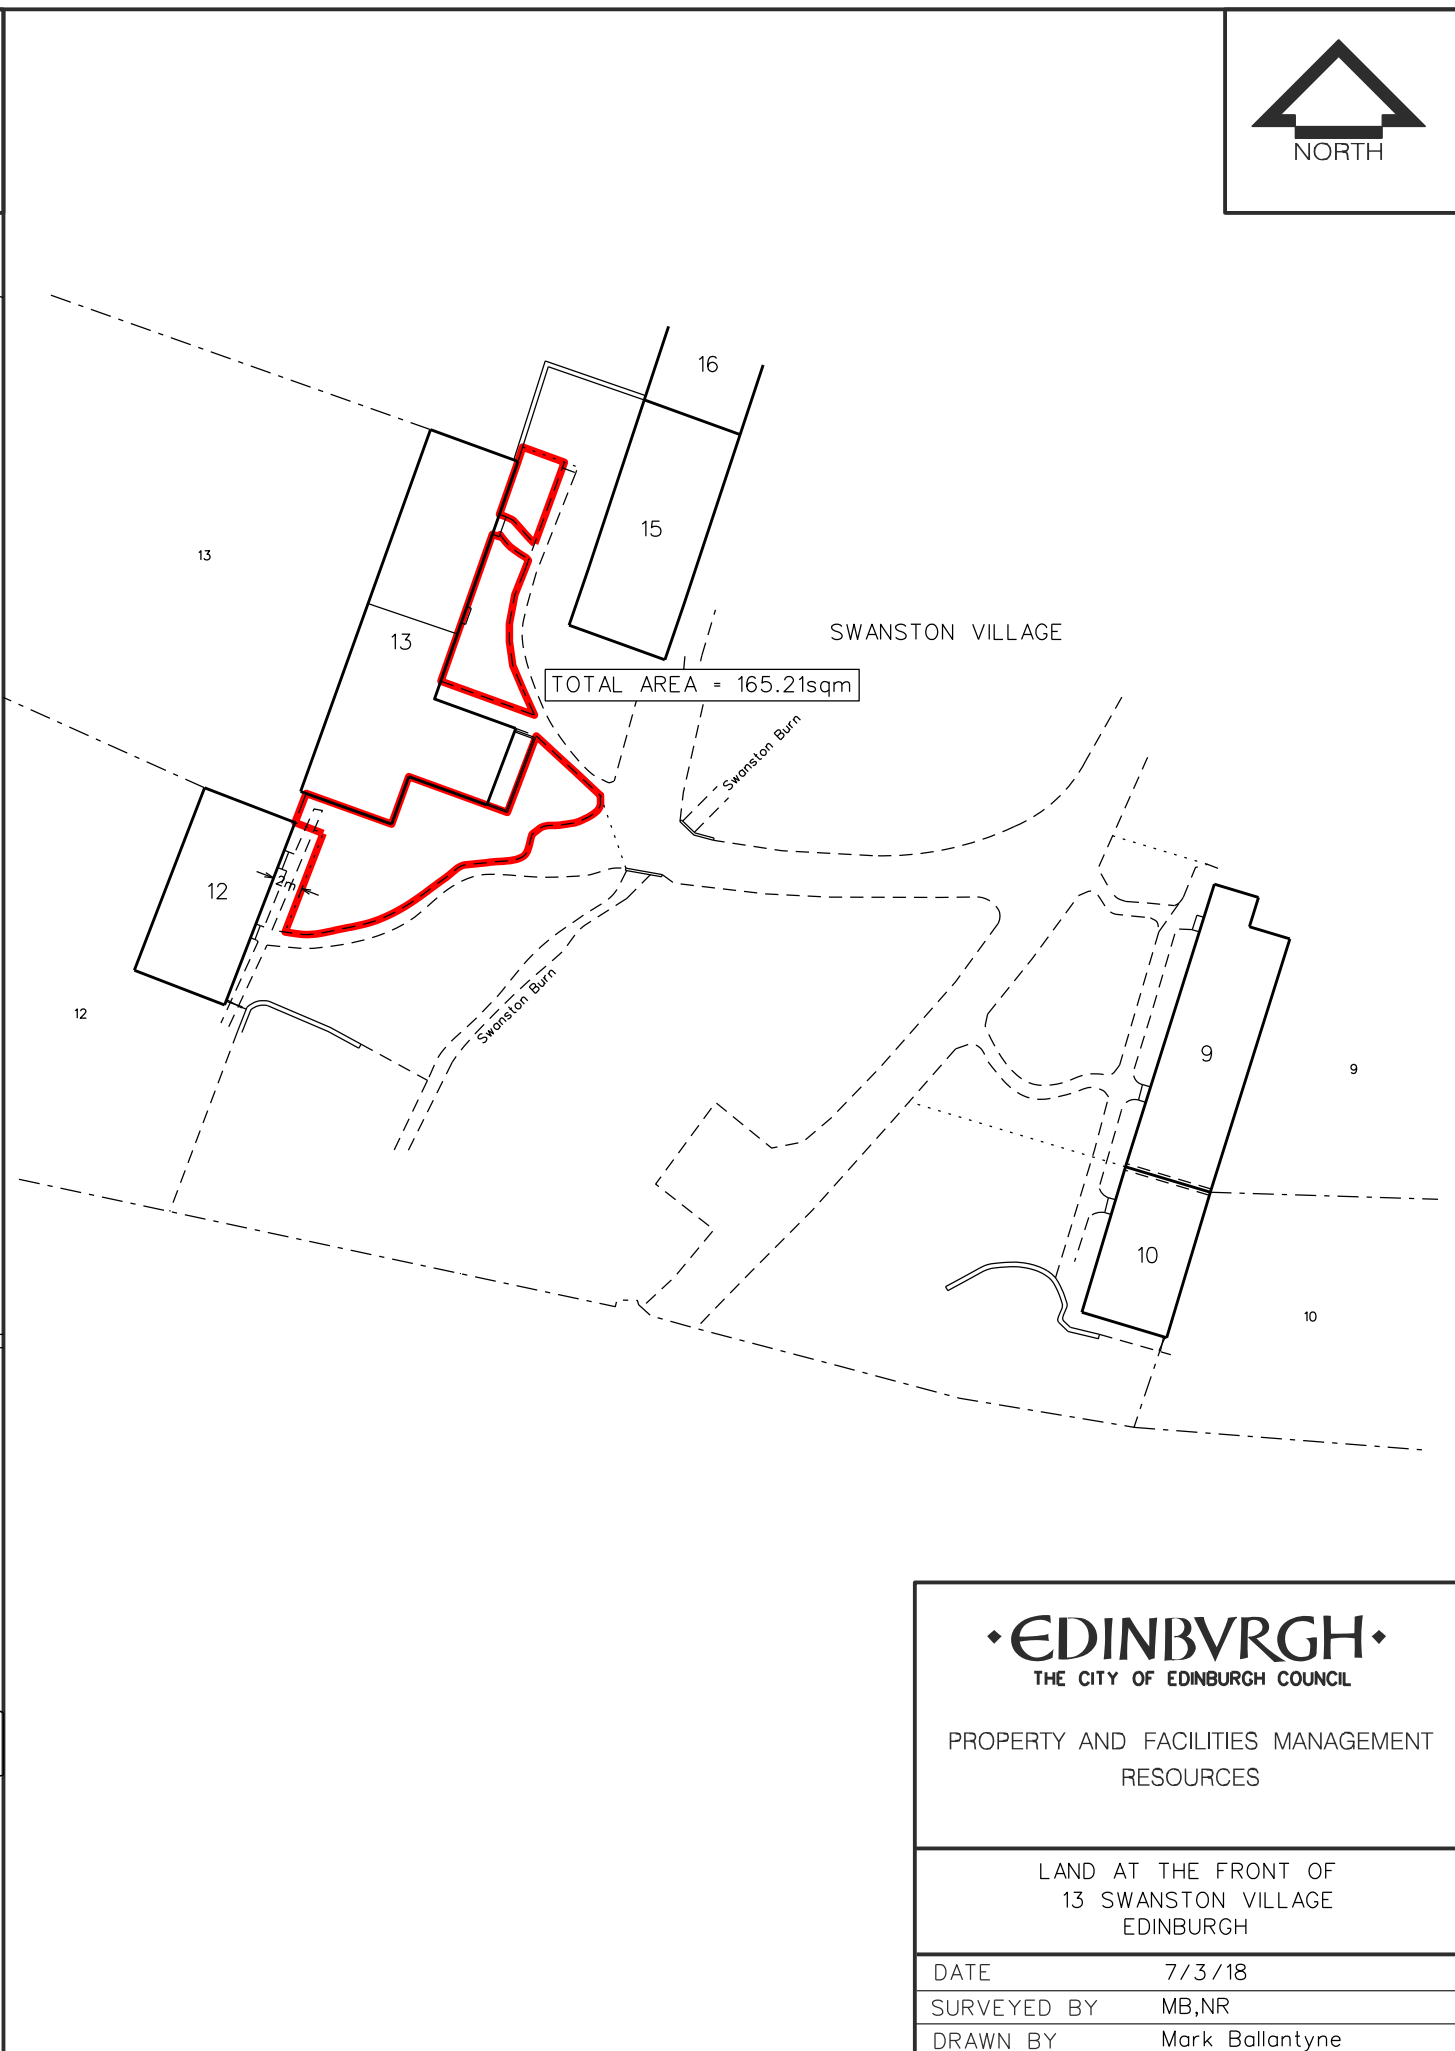 NORTH
16
15
13
13
SWANSTON VILLAGE
TOTAL AREA = 165.21sqm
Swanston Burn
2m
12
12
Swanston Burn
9
9
10
10
EDINBVRGH
THE CITY OF EDINBURGH COUNCIL
PROPERTY AND FACILITIES MANAGEMENT
RESOURCES
LAND AT THE FRONT OF
13 SWANSTON VILLAGE
EDINBURGH
DATE 7/3/18
SURVEYED BY MB,NR
DRAWN BY Mark Ballantyne